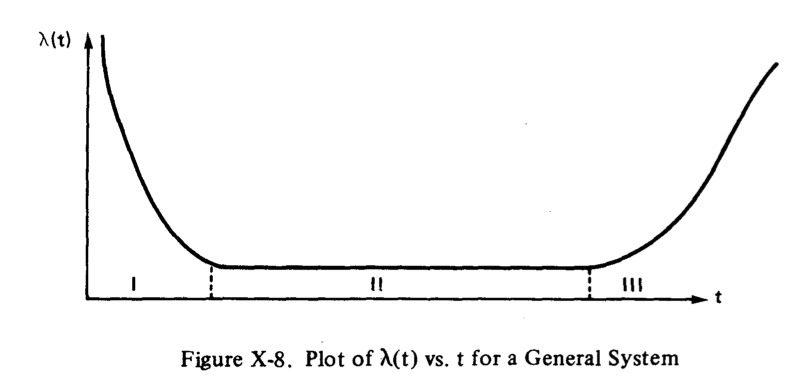 λ(t)
I II III
t
Figure X-8. Plot of λ(t) vs. t for a General System